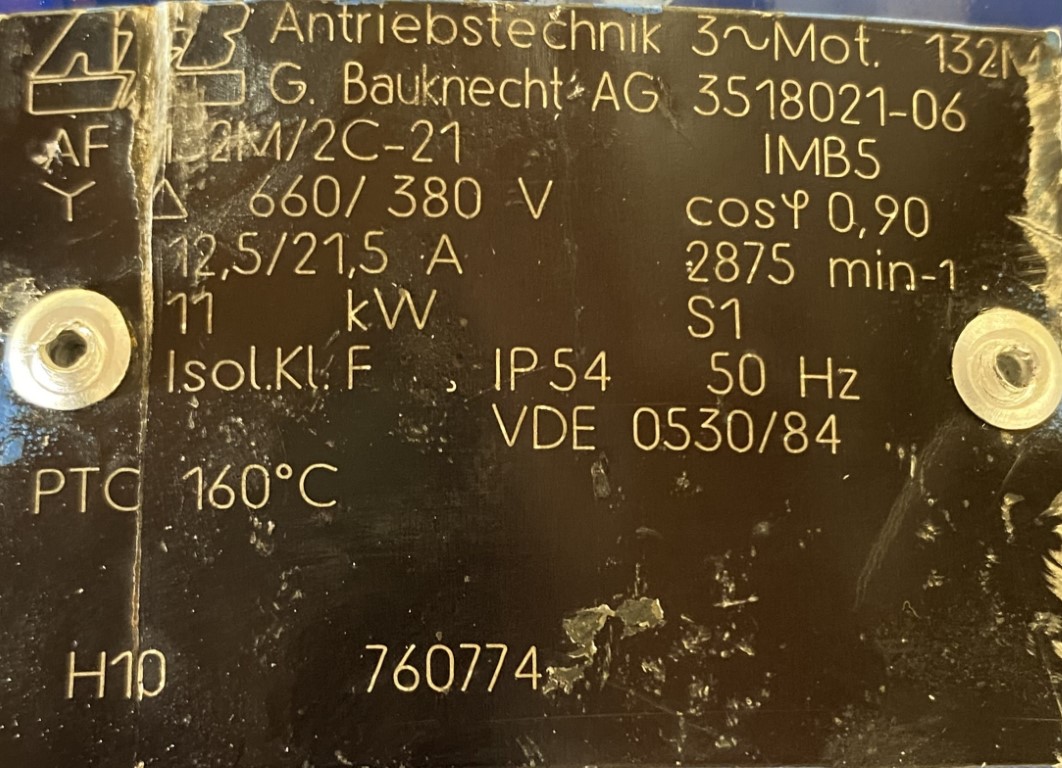 Antriebstechnik 3~Mot. 132M
G. Bauknecht AG 3518021-06
AF 132M/2C-21 IMB5
Y Δ 660/ 380 V cosφ 0,90
12,5/21,5 A 2875 min-1
11 kW S1
Isol.Kl. F IP 54 50 Hz
VDE 0530/84
PTC 160°C
H10 760774